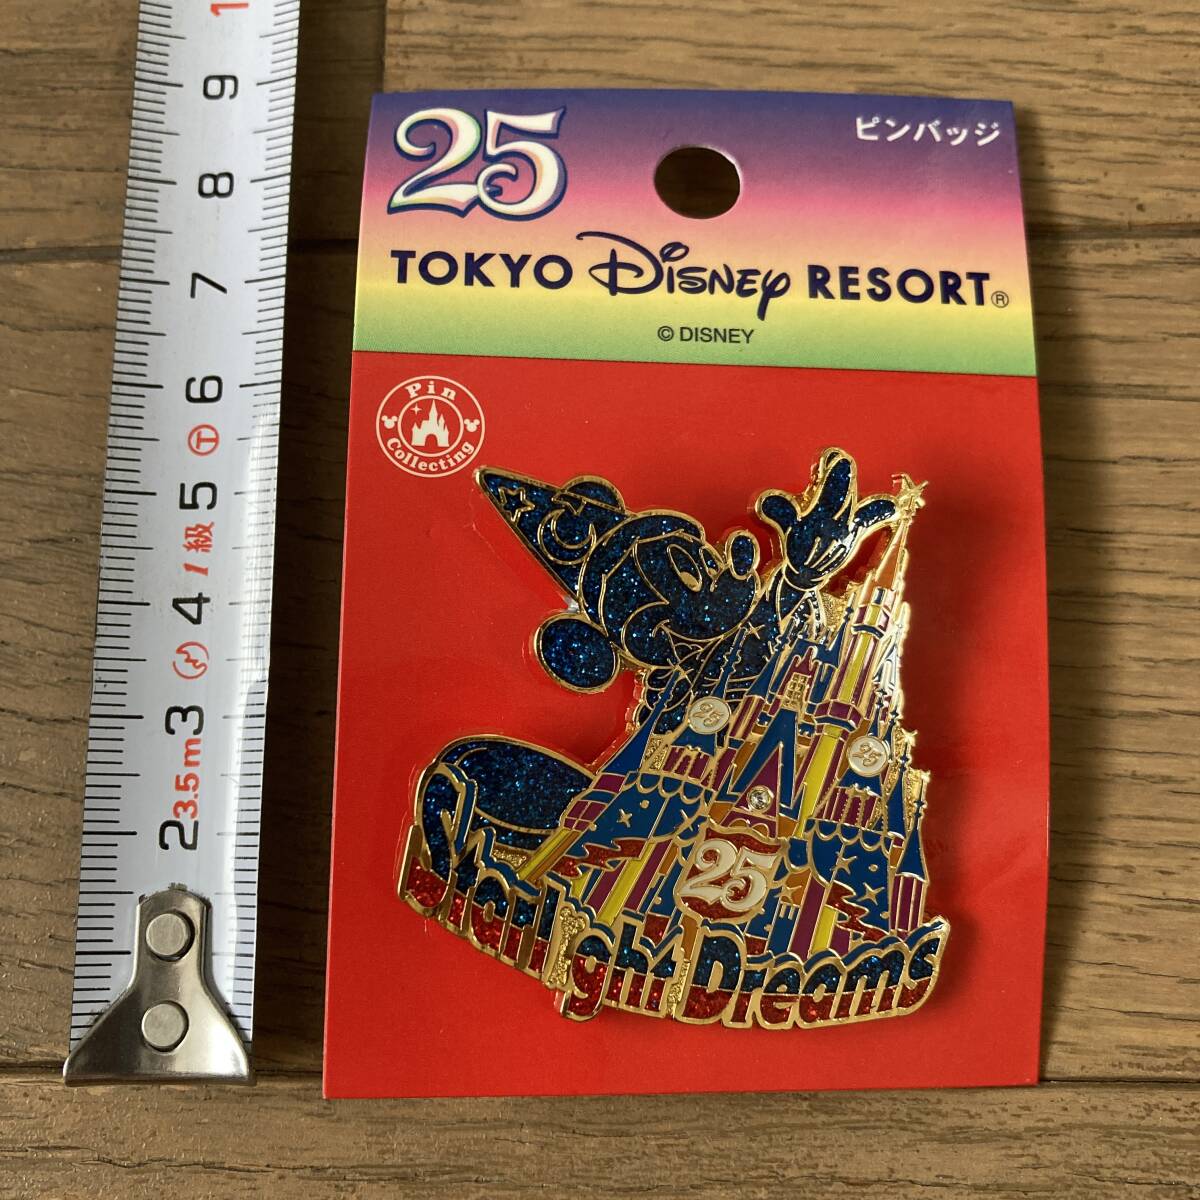 25
ピンバッジ
TOKYO Disney RESORT®
© DISNEY
Pin
Collecting
25
25
25
Starlight Dreams
1
9
8
7
6
5
1級
4
3
3.5m
2